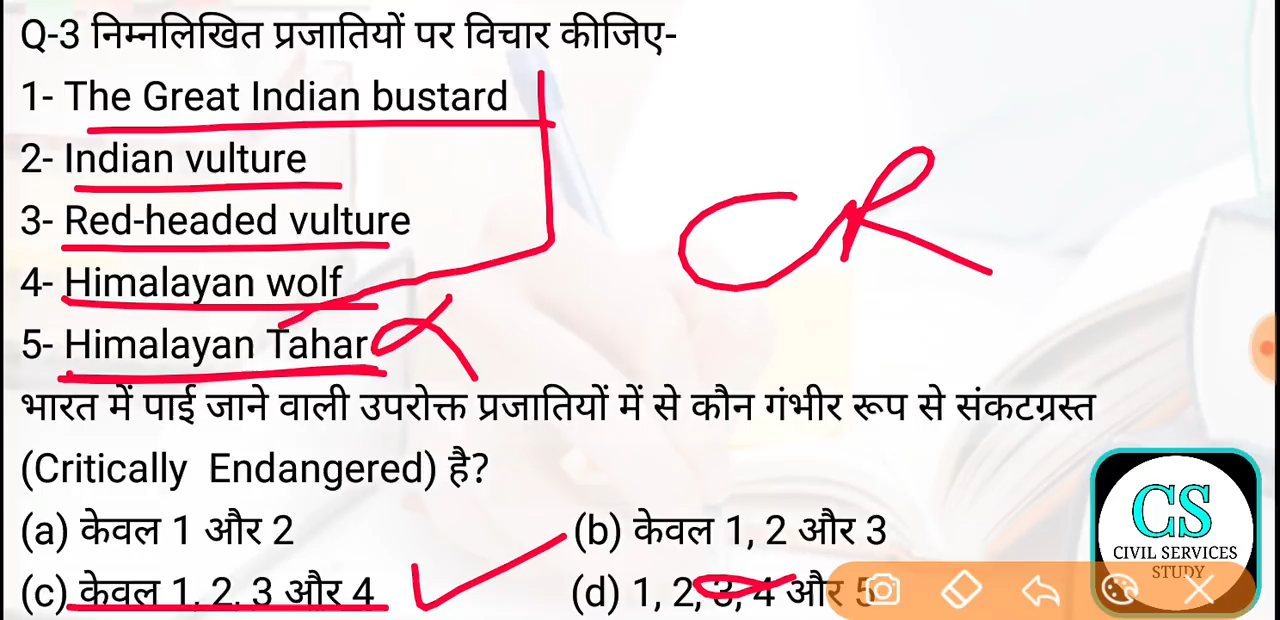 Q-3 निम्नलिखित प्रजातियों पर विचार कीजिए-
1- The Great Indian bustard
2- Indian vulture
3- Red-headed vulture
4- Himalayan wolf
5- Himalayan Tahar
CR
भारत में पाई जाने वाली उपरोक्त प्रजातियों में से कौन गंभीर रूप से संकटग्रस्त
(Critically Endangered) है?
(a) केवल 1 और 2
(b) केवल 1, 2 और 3
(c) केवल 1, 2, 3 और 4
(d) 1, 2, 3, 4 और 5
CS
CIVIL SERVICES
STUDY